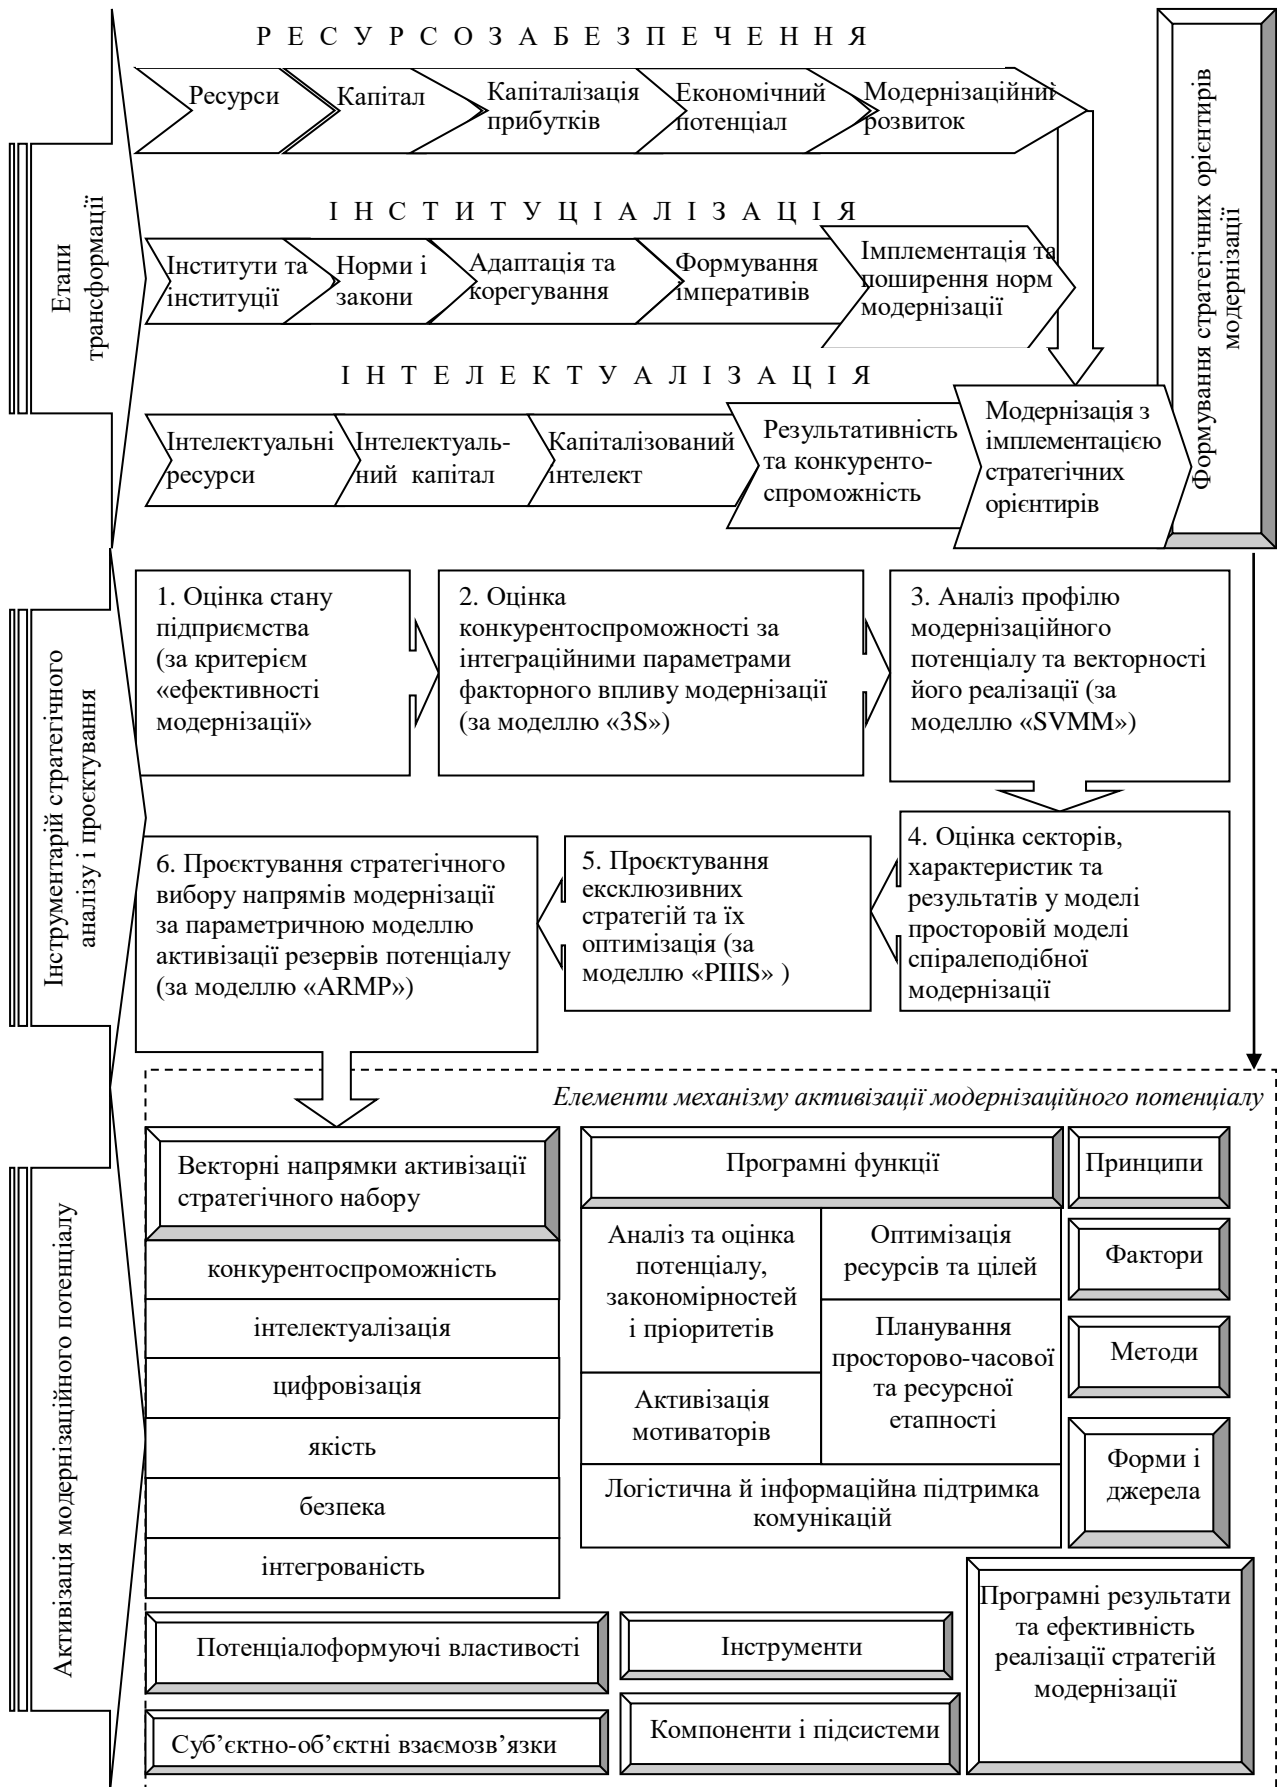 Р Е С У Р С О З А Б Е З П Е Ч Е Н Н Я
Ресурси
Капітал
Капіталізація
прибутків
Економічний
потенціал
Модернізаційний
розвиток
Етапи
трансформації
І Н С Т И Т У Ц І А Л І З А Ц І Я
Інститути та
інституції
Норми і
закони
Адаптація та
корегування
Формування
імперативів
Імплементація та
поширення норм
модернізації
І Н Т Е Л Е К Т У А Л І З А Ц І Я
Інтелектуальні
ресурси
Інтелектуаль-
ний капітал
Капіталізований
інтелект
Результативність
та конкуренто-
спроможність
Модернізація з
імплементацією
стратегічних
орієнтирів
Формування стратегічних орієнтирів
модернізації
Інструментарій стратегічного
аналізу і проєктування
1. Оцінка стану
підприємства
(за критерієм
«ефективності
модернізації»
2. Оцінка
конкурентоспроможності за
інтеграційними параметрами
факторного впливу модернізації
(за моделлю «3S»)
3. Аналіз профілю
модернізаційного
потенціалу та векторності
його реалізації (за
моделлю «SVMM»)
4. Оцінка секторів,
характеристик та
результатів у моделі
просторовій моделі
спіралеподібної
модернізації
5. Проєктування
ексклюзивних
стратегій та їх
оптимізація (за
моделлю «PIIIS» )
6. Проєктування стратегічного
вибору напрямів модернізації
за параметричною моделлю
активізації резервів потенціалу
(за моделлю «ARMP»)
Активізація модернізаційного потенціалу
Елементи механізму активізації модернізаційного потенціалу
Векторні напрямки активізації
стратегічного набору
конкурентоспроможність
інтелектуалізація
цифровізація
якість
безпека
інтегрованість
Програмні функції
Аналіз та оцінка
потенціалу,
закономірностей
і пріоритетів
Оптимізація
ресурсів та цілей
Активізація
мотиваторів
Планування
просторово-часової
та ресурсної
етапності
Логістична й інформаційна підтримка
комунікацій
Принципи
Фактори
Методи
Форми і
джерела
Потенціалоформуючі властивості
Інструменти
Програмні результати
та ефективність
реалізації стратегій
модернізації
Суб’єктно-об’єктні взаємозв’язки
Компоненти і підсистеми